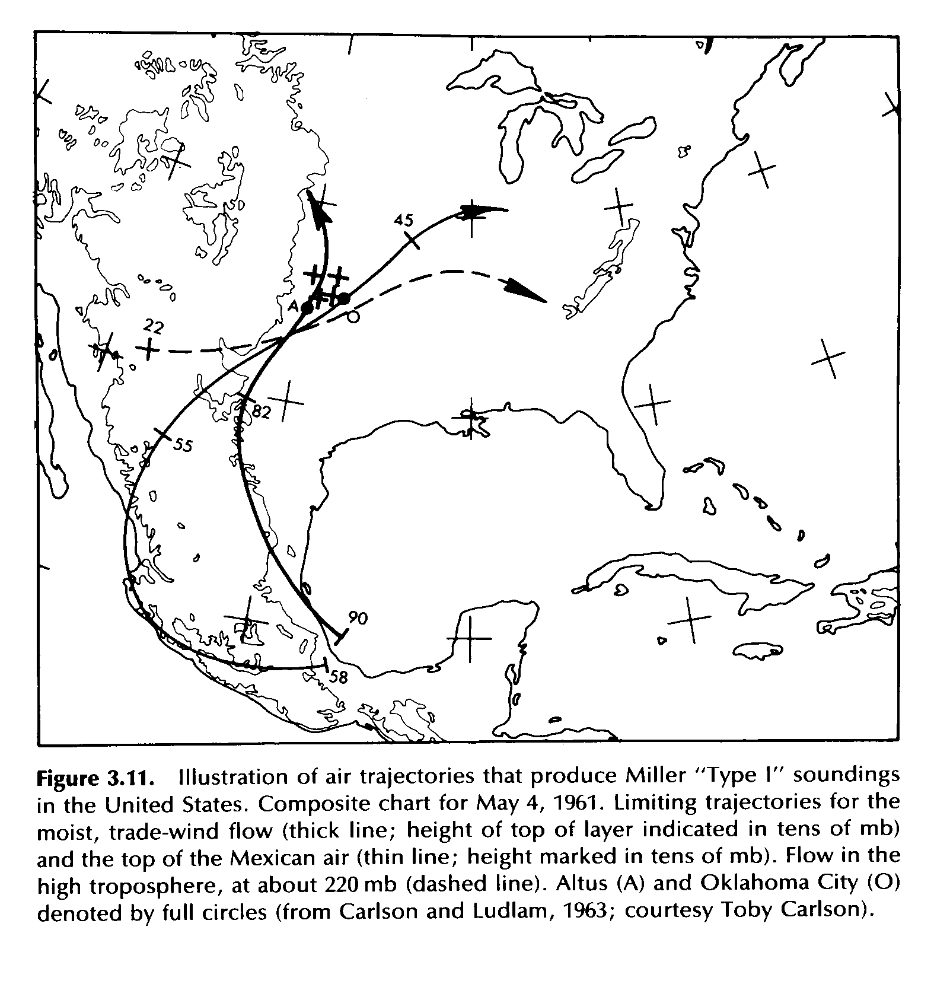 45
A
O
22
82
55
90
58
Figure 3.11. Illustration of air trajectories that produce Miller “Type I” soundings
in the United States. Composite chart for May 4, 1961. Limiting trajectories for the
moist, trade-wind flow (thick line; height of top of layer indicated in tens of mb)
and the top of the Mexican air (thin line; height marked in tens of mb). Flow in the
high troposphere, at about 220 mb (dashed line). Altus (A) and Oklahoma City (O)
denoted by full circles (from Carlson and Ludlam, 1963; courtesy Toby Carlson).